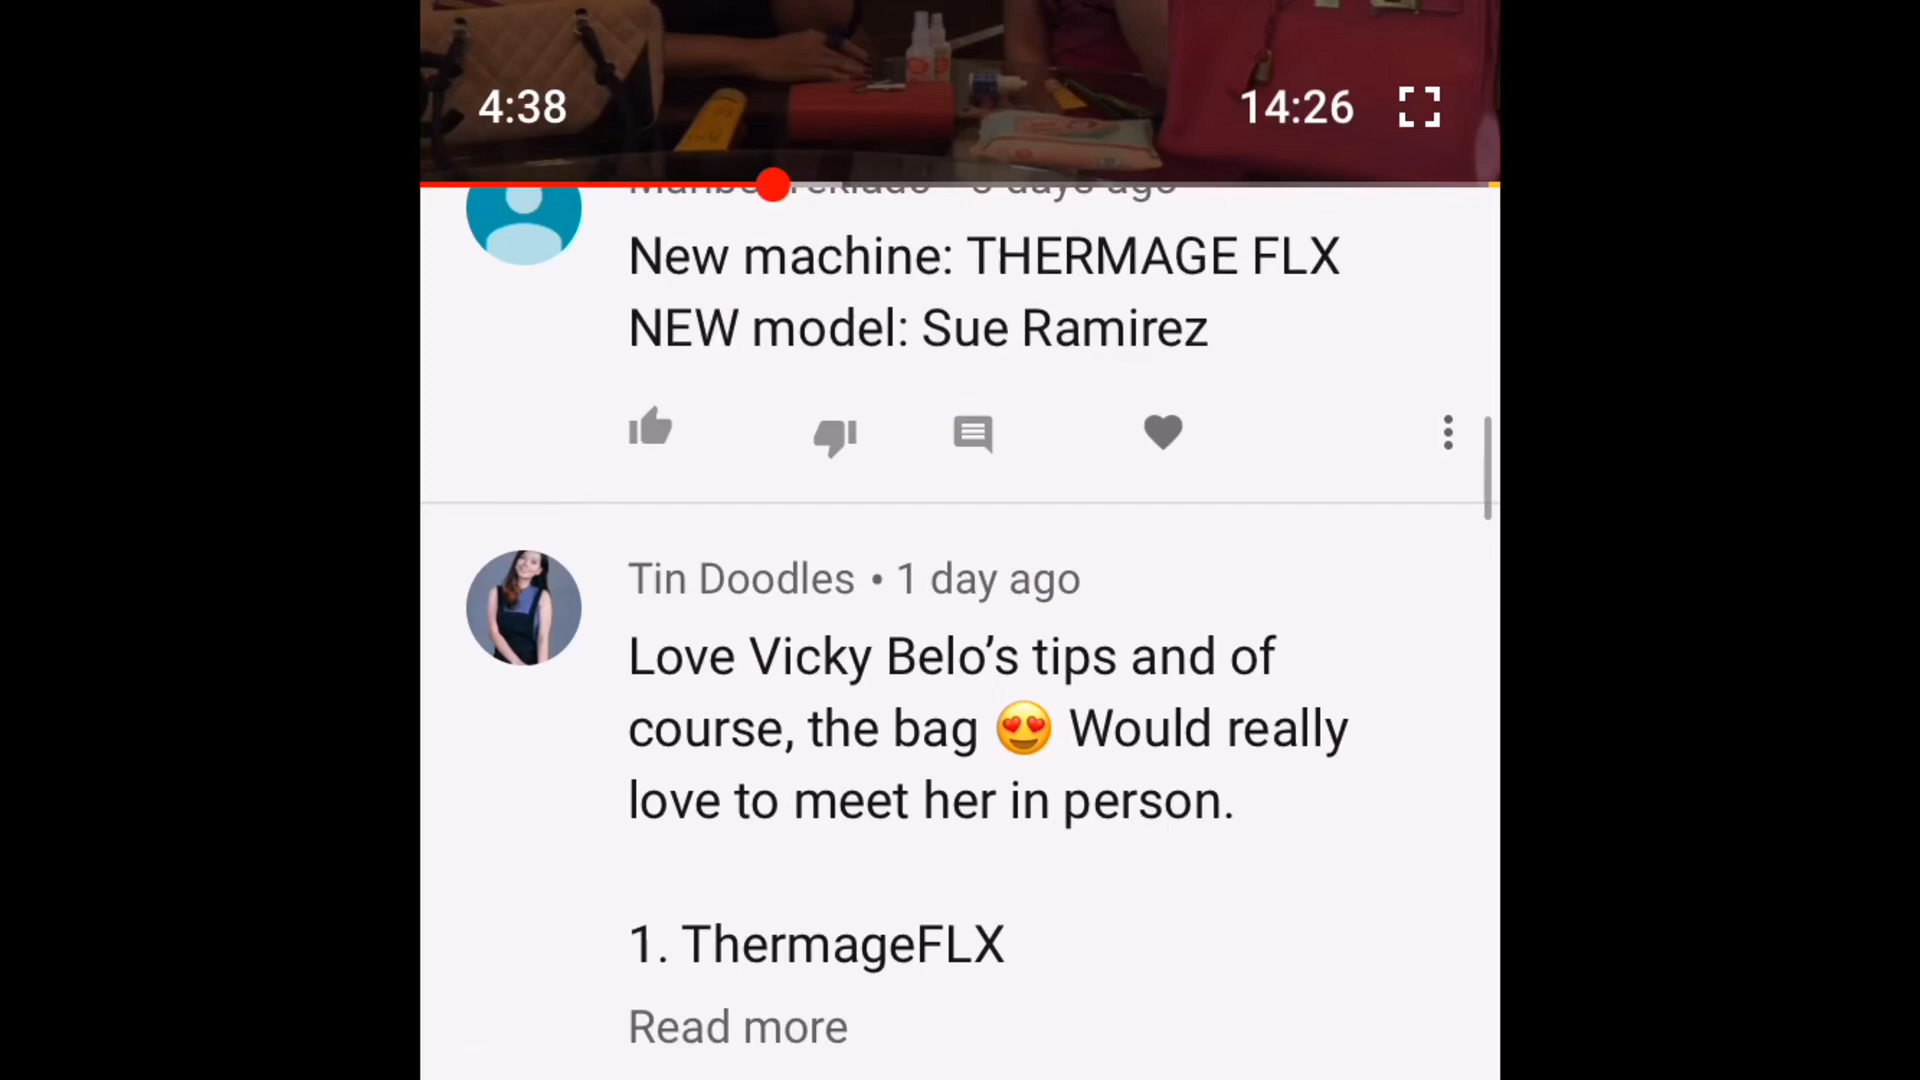 4:38
14:26
days ago
New machine: THERMAGE FLX
NEW model: Sue Ramirez
Tin Doodles • 1 day ago
Love Vicky Belo’s tips and of
course, the bag 😍 Would really
love to meet her in person.
1. ThermageFLX
Read more